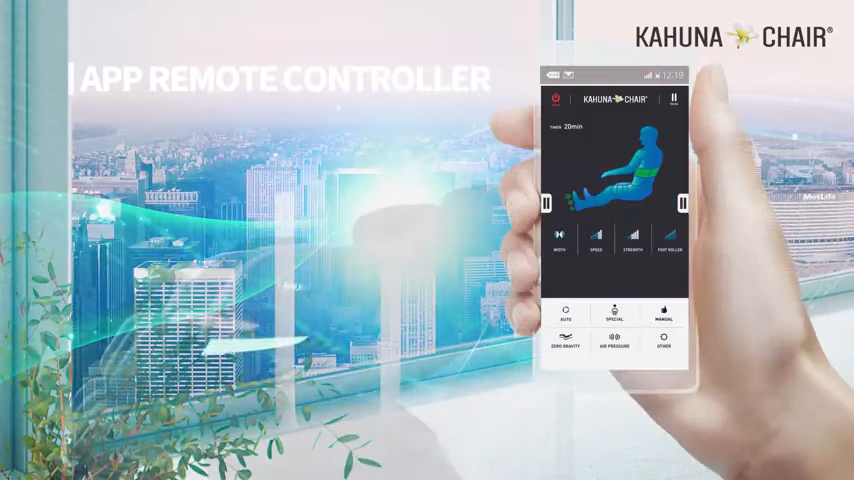 KAHUNA CHAIR®
APP REMOTE CONTROLLER
12:19
KAHUNA CHAIR®
TIMER 20min
WIDTH
SPEED
STRENGTH
FOOT ROLLER
AUTO
SPECIAL
MANUAL
ZERO GRAVITY
AIR PRESSURE
OTHER
MetLife